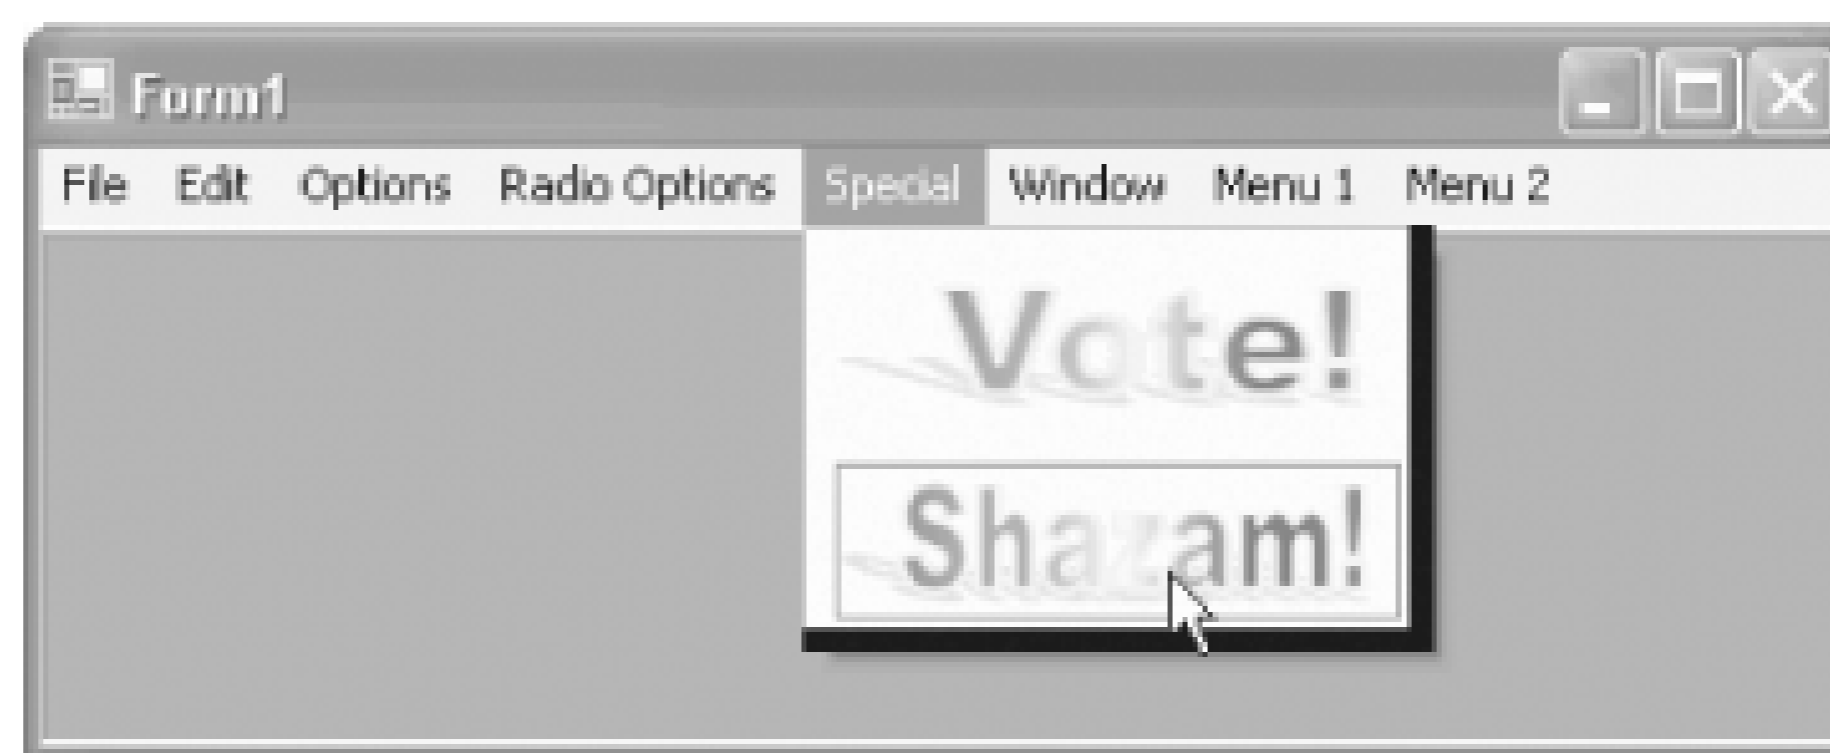 Form1
File Edit Options Radio Options Special Window Menu 1 Menu 2
Vote!
Shazam!